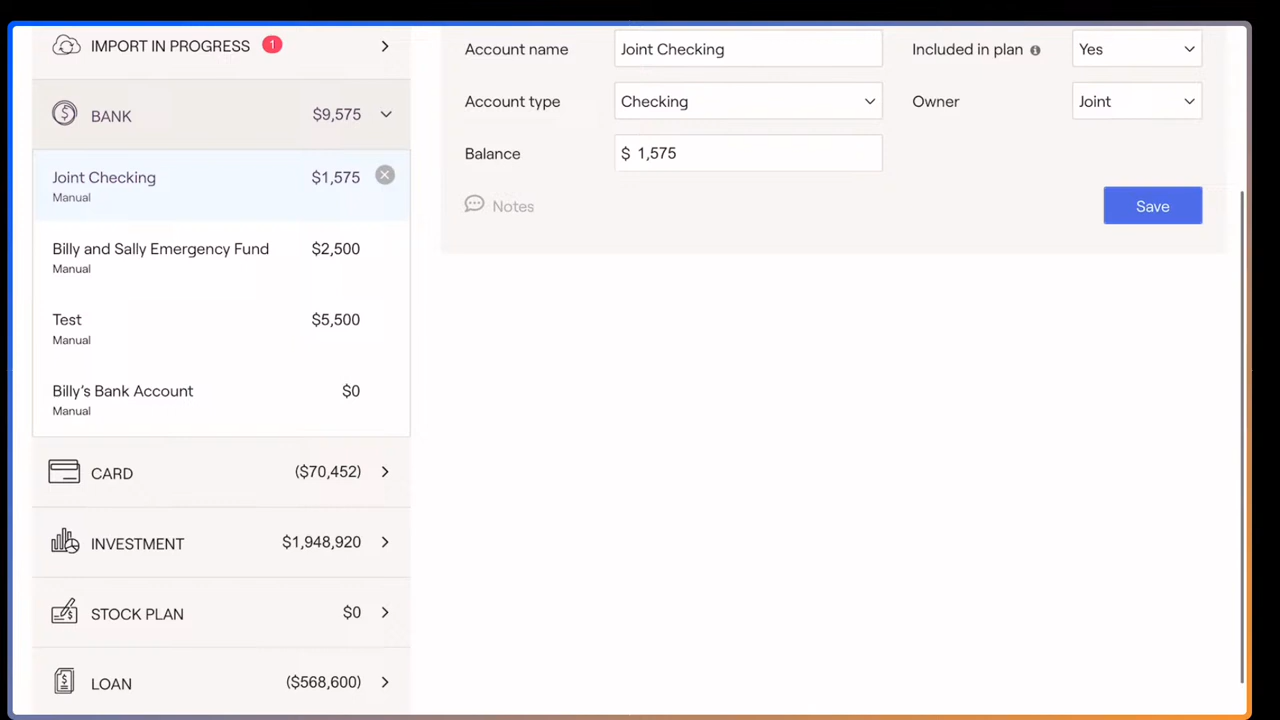 IMPORT IN PROGRESS 1
BANK $9,575
Joint Checking $1,575
Manual
Billy and Sally Emergency Fund $2,500
Manual
Test $5,500
Manual
Billy’s Bank Account $0
Manual
CARD ($70,452)
INVESTMENT $1,948,920
STOCK PLAN $0
LOAN ($568,600)
Account name Joint Checking Included in plan Yes
Account type Checking Owner Joint
Balance $ 1,575
Notes Save